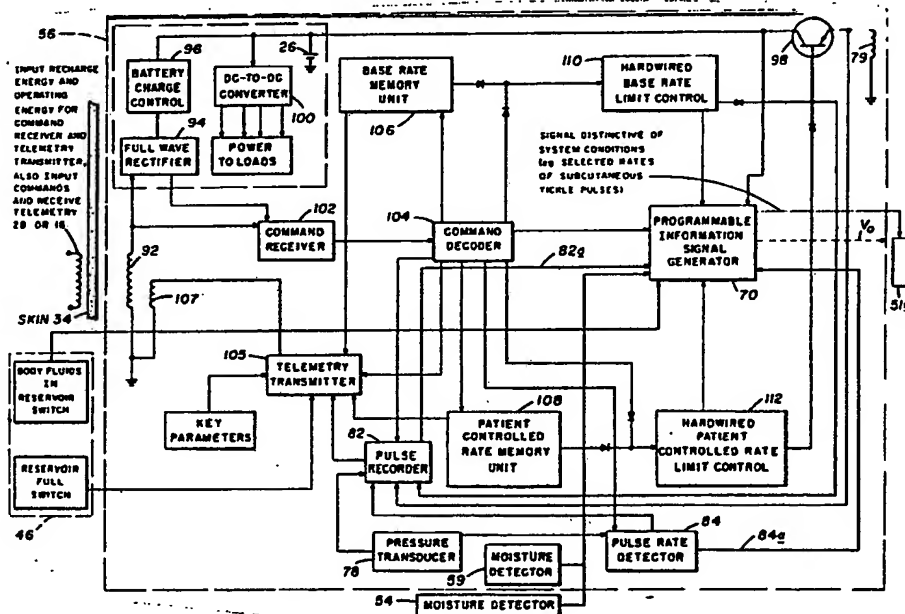 56
96
26
98
79
INPUT RECHARGE
ENERGY AND
OPERATING
ENERGY FOR
COMMAND
RECEIVER AND
TELEMETRY
TRANSMITTER,
ALSO INPUT
COMMANDS
AND RECEIVE
TELEMETRY
28 OR 16
SKIN 34
BATTERY
CHARGE
CONTROL
DC-TO-DC
CONVERTER
100
94
FULL WAVE
RECTIFIER
POWER
TO LOADS
BASE RATE
MEMORY
UNIT
106
110
HARDWIRED
BASE RATE
LIMIT CONTROL
SIGNAL DISTINCTIVE OF
SYSTEM CONDITIONS
(eg SELECTED RATES
OF SUBCUTANEOUS
TICKLE PULSES)
102
COMMAND
RECEIVER
104
COMMAND
DECODER
82a
PROGRAMMABLE
INFORMATION
SIGNAL
GENERATOR
70
Vo
51g
92
107
105
TELEMETRY
TRANSMITTER
KEY
PARAMETERS
BODY FLUIDS
IN
RESERVOIR
SWITCH
RESERVOIR
FULL SWITCH
46
82
PULSE
RECORDER
108
PATIENT
CONTROLLED
RATE MEMORY
UNIT
112
HARDWIRED
PATIENT
CONTROLLED RATE
LIMIT CONTROL
PRESSURE
TRANSDUCER
78
MOISTURE
DETECTOR
59
84
PULSE RATE
DETECTOR
84a
54
MOISTURE DETECTOR